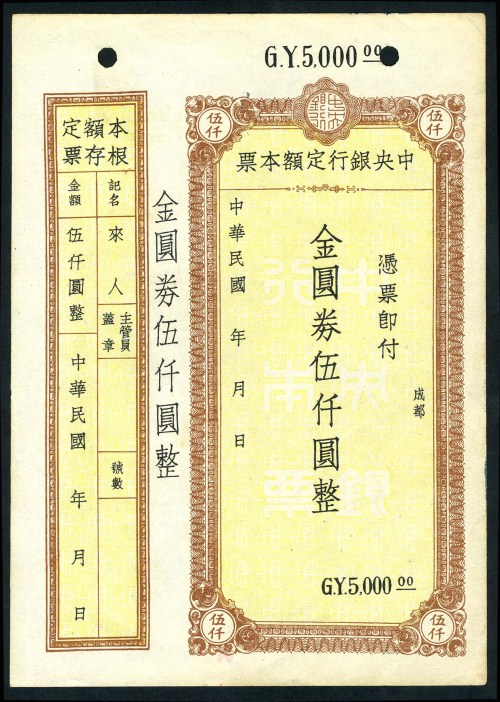 G.Y.5,000 00
伍仟
伍仟
中央銀行
中央銀行定額本票
憑票即付
成都
金圓券伍仟圓整
中華民國 年 月 日
G.Y.5,000 00
伍仟
伍仟
金圓券伍仟圓整
定額本
票存根
記名
來人
主管員
蓋章
號數
金額
伍仟圓整
中華民國 年 月 日